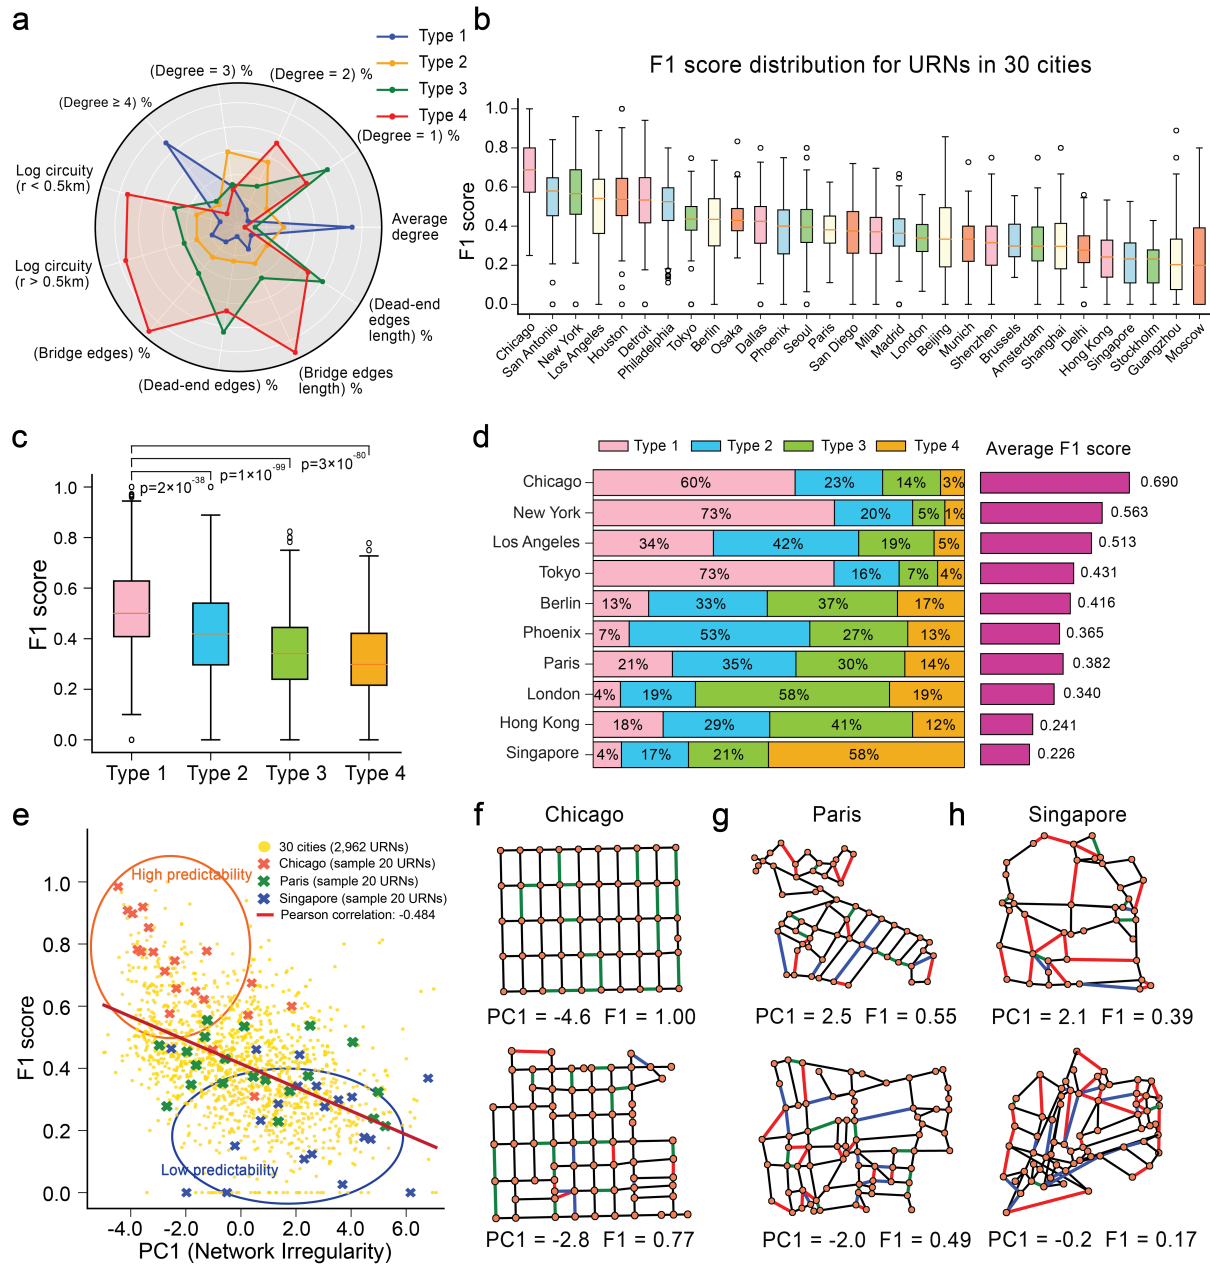 a
Type 1
Type 2
Type 3
Type 4
(Degree = 3) %
(Degree = 2) %
(Degree ≥ 4) %
(Degree = 1) %
Log circuity
(r < 0.5km)
Average
degree
Log circuity
(r > 0.5km)
(Dead-end
edges
length) %
(Bridge edges) %
(Dead-end edges) %
(Bridge edges
length) %
b
F1 score distribution for URNs in 30 cities
F1 score
1.0
0.8
0.6
0.4
0.2
0.0
Chicago
San Antonio
New York
Los Angeles
Houston
Detroit
Philadelphia
Tokyo
Berlin
Osaka
Dallas
Phoenix
Seoul
Paris
San Diego
Milan
Madrid
London
Beijing
Munich
Shenzhen
Brussels
Amsterdam
Shanghai
Delhi
Hong Kong
Singapore
Stockholm
Guangzhou
Moscow
c
p=3×10⁻⁸⁰
p=1×10⁻⁹⁹
p=2×10⁻³⁸
F1 score
1.0
0.8
0.6
0.4
0.2
0.0
Type 1 Type 2 Type 3 Type 4
d
Type 1 Type 2 Type 3 Type 4
Average F1 score
Chicago 60% 23% 14% 3% 0.690
New York 73% 20% 5% 1% 0.563
Los Angeles 34% 42% 19% 5% 0.513
Tokyo 73% 16% 7% 4% 0.431
Berlin 13% 33% 37% 17% 0.416
Phoenix 7% 53% 27% 13% 0.365
Paris 21% 35% 30% 14% 0.382
London 4% 19% 58% 19% 0.340
Hong Kong 18% 29% 41% 12% 0.241
Singapore 4% 17% 21% 58% 0.226
e
30 cities (2,962 URNs)
Chicago (sample 20 URNs)
Paris (sample 20 URNs)
Singapore (sample 20 URNs)
Pearson correlation: -0.484
High predictability
Low predictability
F1 score
1.0
0.8
0.6
0.4
0.2
0.0
-4.0 -2.0 0.0 2.0 4.0 6.0
PC1 (Network Irregularity)
f
Chicago
PC1 = -4.6 F1 = 1.00
PC1 = -2.8 F1 = 0.77
g
Paris
PC1 = 2.5 F1 = 0.55
PC1 = -2.0 F1 = 0.49
h
Singapore
PC1 = 2.1 F1 = 0.39
PC1 = -0.2 F1 = 0.17